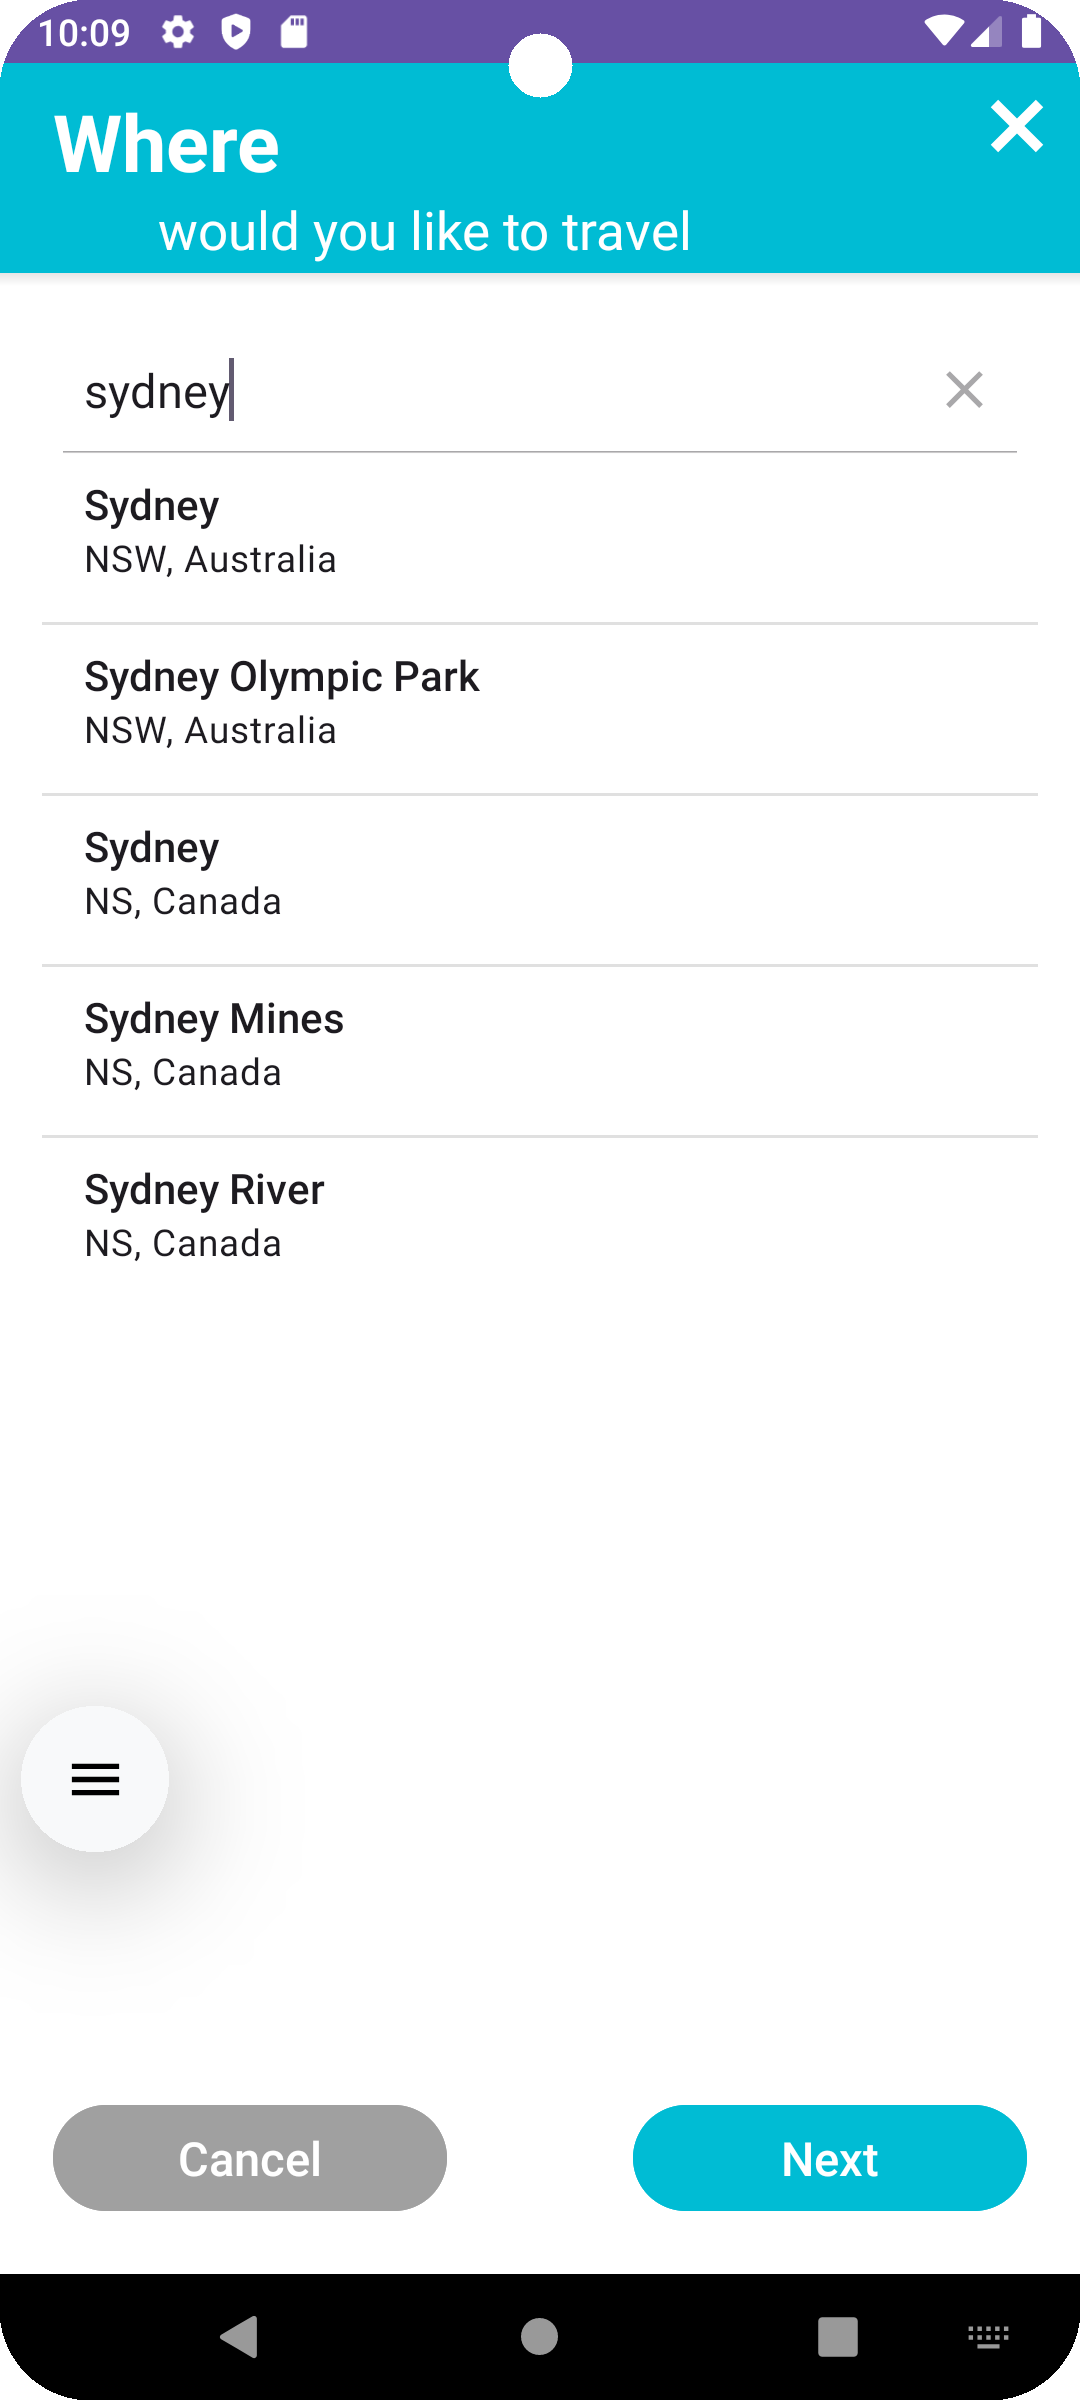 10:09
Where
would you like to travel
sydney
Sydney
NSW, Australia
Sydney Olympic Park
NSW, Australia
Sydney
NS, Canada
Sydney Mines
NS, Canada
Sydney River
NS, Canada
Cancel
Next